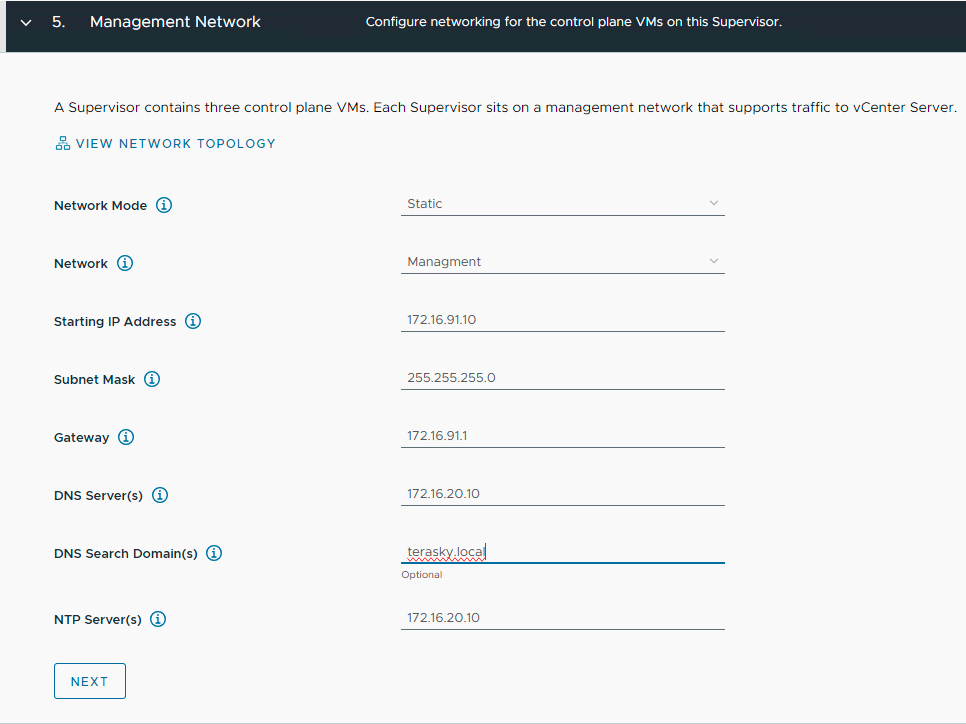 5. Management Network Configure networking for the control plane VMs on this Supervisor.
A Supervisor contains three control plane VMs. Each Supervisor sits on a management network that supports traffic to vCenter Server.
VIEW NETWORK TOPOLOGY
Network Mode Static
Network Managment
Starting IP Address 172.16.91.10
Subnet Mask 255.255.255.0
Gateway 172.16.91.1
DNS Server(s) 172.16.20.10
DNS Search Domain(s) terasky.local
Optional
NTP Server(s) 172.16.20.10
NEXT